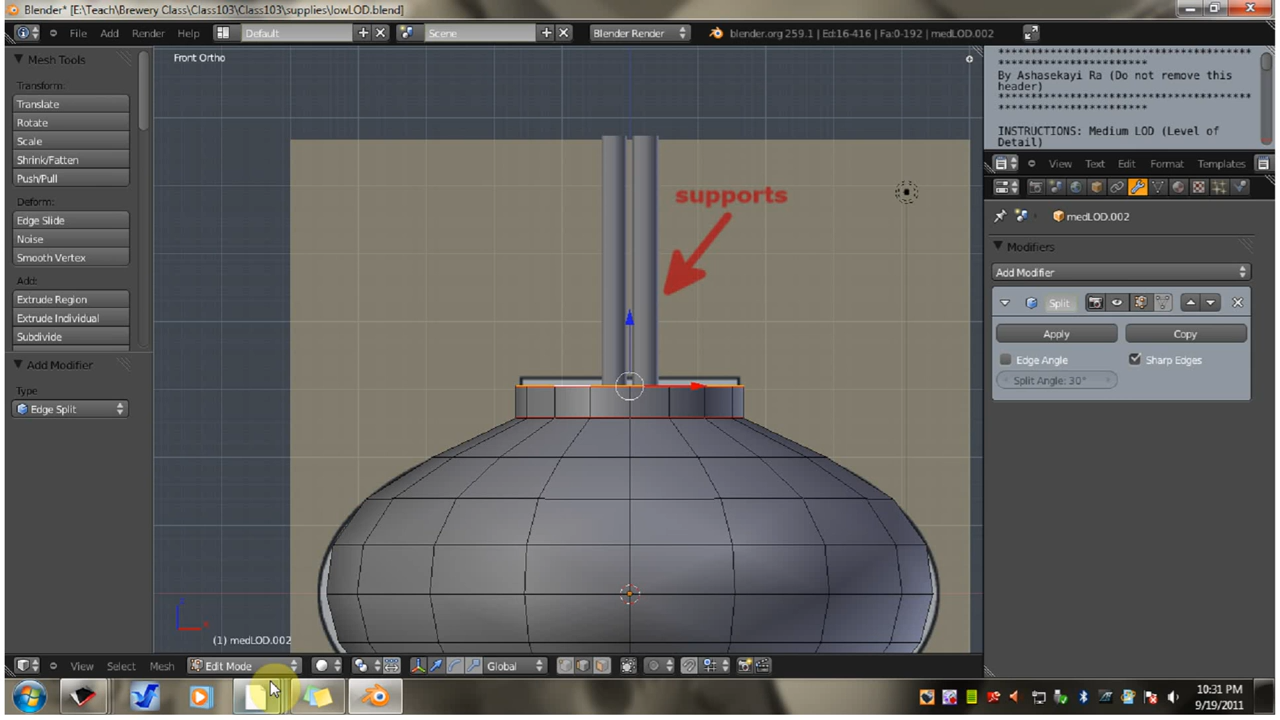 Blender* [E:\Teach\Brewery Class\Class103\Class103\supplies\lowLOD.blend]
File Add Render Help Default Scene Blender Render blender.org 259.1 | Ed:16-416 | Fa:0-192 | medLOD.002
Mesh Tools
Transform:
Translate
Rotate
Scale
Shrink/Fatten
Push/Pull
Deform:
Edge Slide
Noise
Smooth Vertex
Add:
Extrude Region
Extrude Individual
Subdivide
Add Modifier
Type
Edge Split
Front Ortho
supports
(1) medLOD.002
View Select Mesh Edit Mode Global
By Ashasekayi Ra (Do not remove this
header)
INSTRUCTIONS: Medium LOD (Level of
Detail)
View Text Edit Format Templates
medLOD.002
Modifiers
Add Modifier
Split
Apply Copy
Edge Angle Sharp Edges
Split Angle: 30°
10:31 PM
9/19/2011